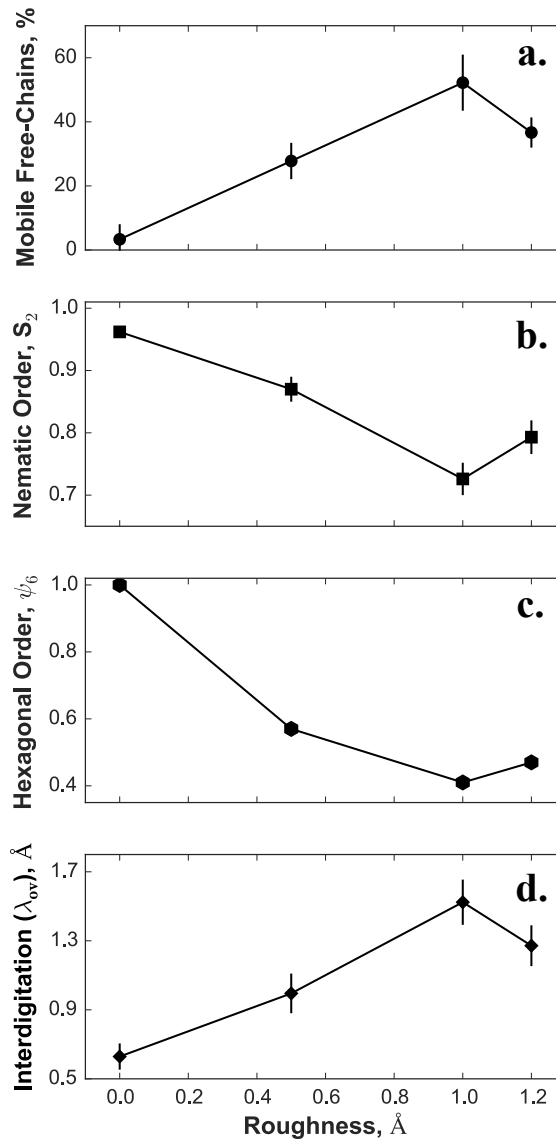 Mobile Free-Chains, %
60
40
20
0
a.
Nematic Order, S₂
1.0
0.9
0.8
0.7
b.
Hexagonal Order, ψ₆
1.0
0.8
0.6
0.4
c.
Interdigitation (λₒᵥ), Å
1.7
1.3
0.9
0.5
d.
0.0 0.2 0.4 0.6 0.8 1.0 1.2
Roughness, Å